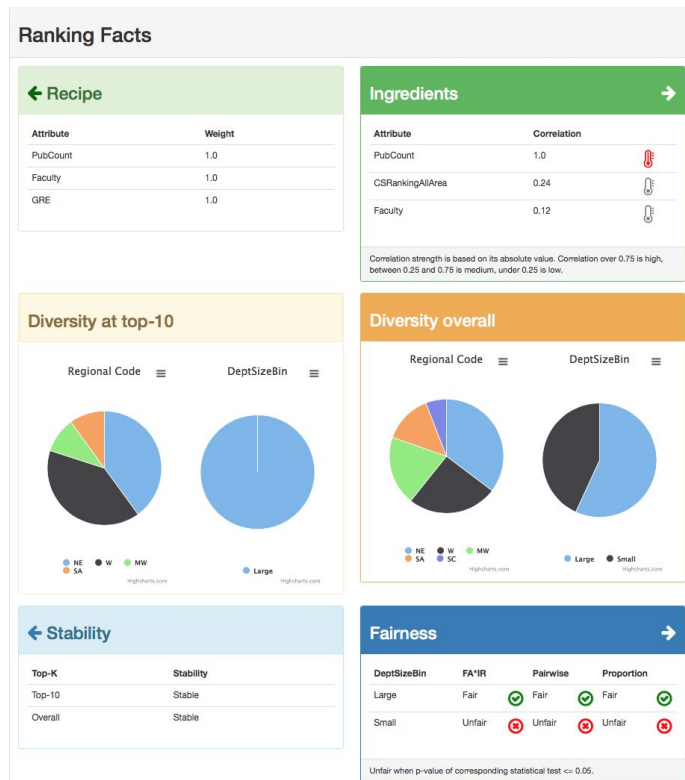 Ranking Facts
Recipe
Attribute Weight
PubCount 1.0
Faculty 1.0
GRE 1.0
Ingredients
Attribute Correlation
PubCount 1.0
CSRankingAllArea 0.24
Faculty 0.12
Correlation strength is based on its absolute value. Correlation over 0.75 is high,
between 0.25 and 0.75 is medium, under 0.25 is low.
Diversity at top-10
Regional Code DeptSizeBin
NE W MW
SA
Large
Highcharts.com Highcharts.com
Diversity overall
Regional Code DeptSizeBin
NE W MW
SA SC
Large Small
Highcharts.com Highcharts.com
Stability
Top-K Stability
Top-10 Stable
Overall Stable
Fairness
DeptSizeBin FA*IR Pairwise Proportion
Large Fair Fair Fair
Small Unfair Unfair Unfair
Unfair when p-value of corresponding statistical test <= 0.05.